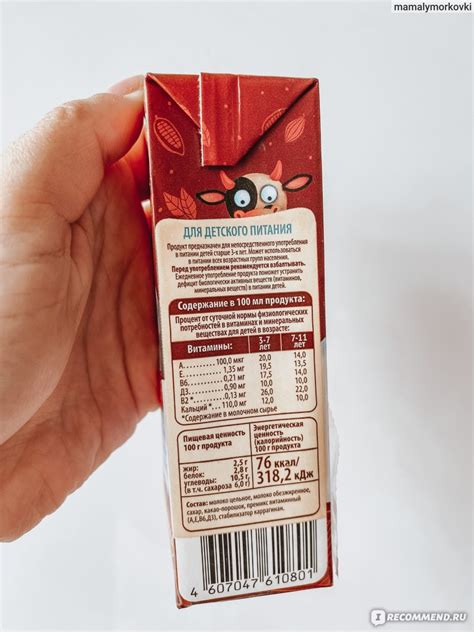 mamalymorkovki
ДЛЯ ДЕТСКОГО ПИТАНИЯ
Продукт предназначен для непосредственного употребления
в питании детей старше 3-х лет. Может использоваться
в питании всех возрастных групп населения.
Перед употреблением рекомендуется взбалтывать.
Ежедневное употребление продукта поможет устранить
дефицит биологически активных веществ (витаминов,
минеральных веществ) в питании детей.
Содержание в 100 мл продукта:
Процент от суточной нормы физиологических
потребностей в витаминах и минеральных
веществах для детей в возрасте:
Витамины: 3-7 лет 7-11 лет
А 100,0 мкг 20,0 14,0
Е 1,35 мг 19,5 13,5
В6 0,21 мг 17,5 14,0
Д3 0,90 мг 10,0 10,0
В2 * 0,13 мг 26,0 22,0
Кальций * 110,0 мг 12,0 10,0
*Содержание в молочном сырье
Пищевая ценность
100 г продукта
жир: 2,5 г
белок: 2,8 г
углеводы: 10,5 г
(в т.ч. сахароза 6,0 г)
Энергетическая
ценность
(калорийность)
100 г продукта
76 ккал/
318,2 кДж
Состав: молоко цельное, молоко обезжиренное,
сахар, какао-порошок, премикс витаминный
(А,Е,В6,Д3), стабилизатор каррагинан.
4 607047 610801
IRECOMMEND.RU